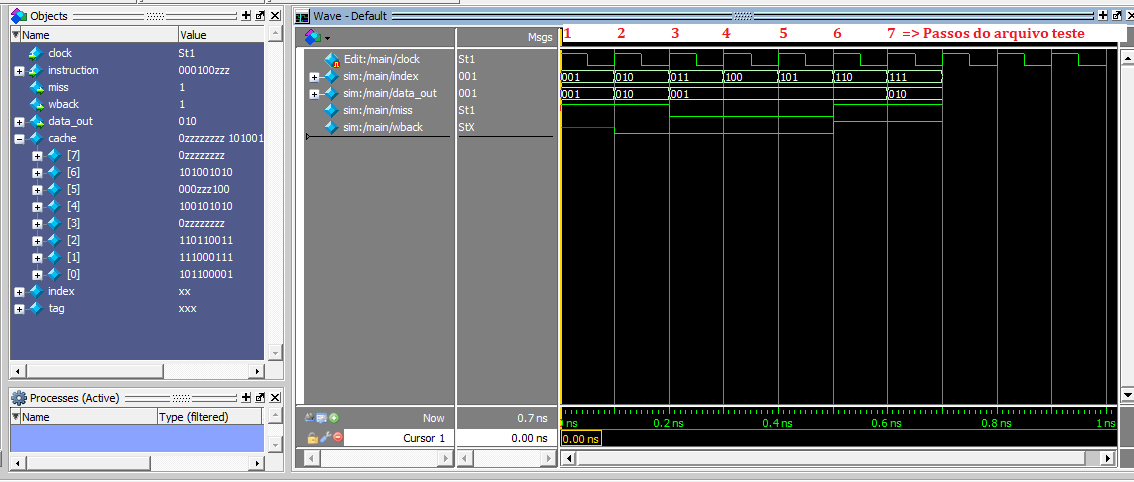 Objects
Name Value
clock St1
instruction 000100zzz
miss 1
wback 1
data_out 010
cache 0zzzzzzzz 101001
[7] 0zzzzzzzz
[6] 101001010
[5] 000zzz100
[4] 100101010
[3] 0zzzzzzzz
[2] 110110011
[1] 111000111
[0] 101100001
index xx
tag xxx
Processes (Active)
Name Type (filtered)
Wave - Default
Msgs
1 2 3 4 5 6 7 => Passos do arquivo teste
Edit:/main/clock St1
sim:/main/index 001 001 010 011 100 101 110 111
sim:/main/data_out 001 001 010 001 010
sim:/main/miss St1
sim:/main/wback StX
Now 0.7 ns ns 0.2 ns 0.4 ns 0.6 ns 0.8 ns 1 ns
Cursor 1 0.00 ns 0.00 ns